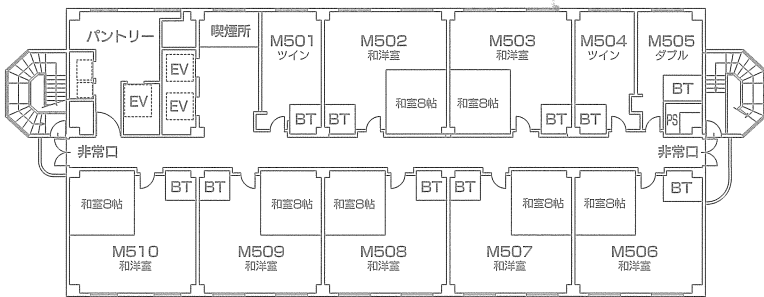 パントリー
喫煙所
EV
EV
EV
M501
ツイン
BT
M502
和洋室
和室8帖
BT
M503
和洋室
和室8帖
BT
M504
ツイン
BT
M505
ダブル
BT
PS
非常口
非常口
和室8帖
BT
M510
和洋室
BT
和室8帖
M509
和洋室
和室8帖
BT
M508
和洋室
BT
和室8帖
M507
和洋室
和室8帖
BT
M506
和洋室